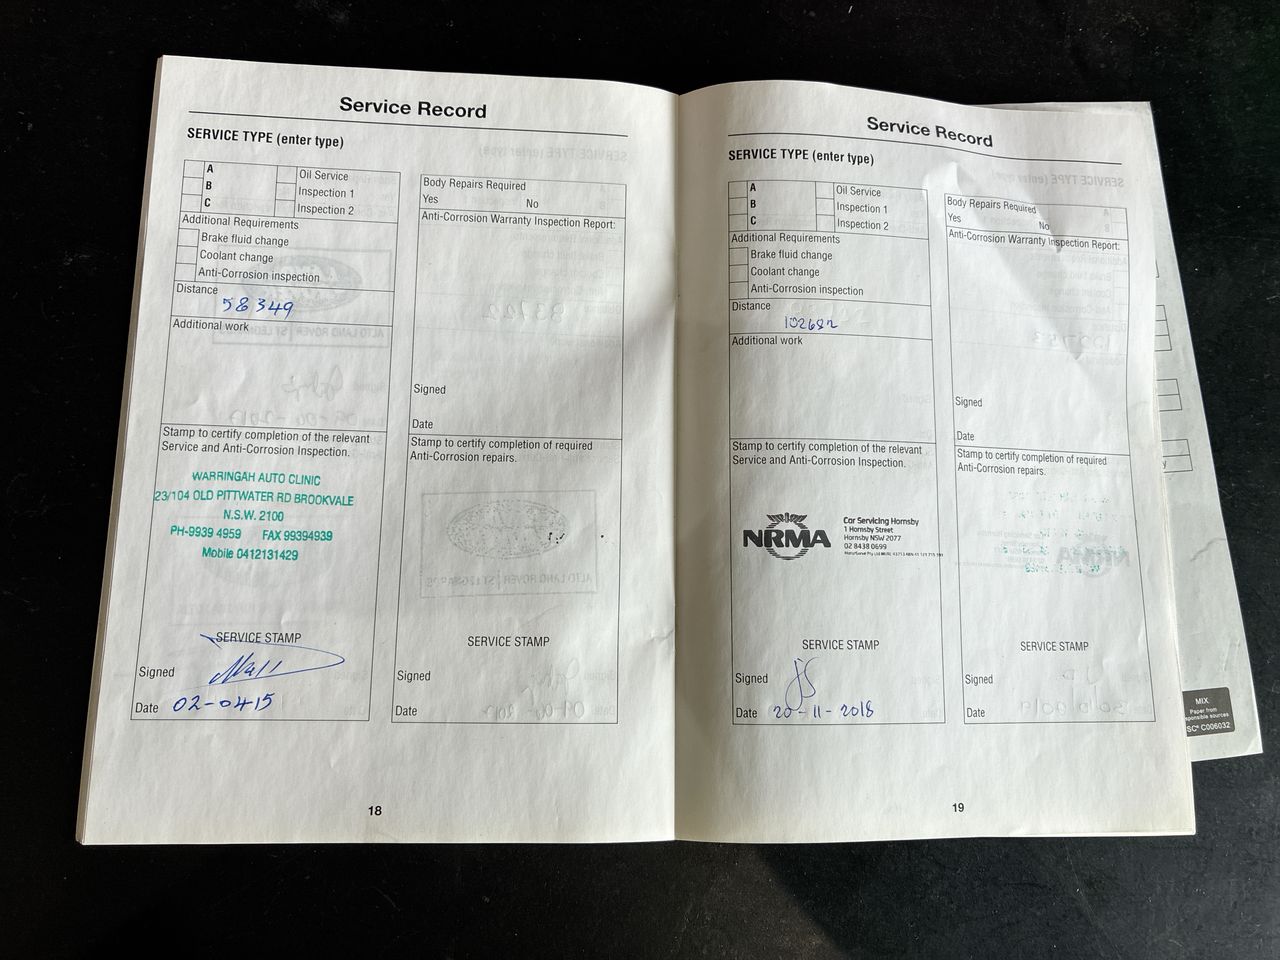 Service Record
SERVICE TYPE (enter type)
A
Oil Service
B
Inspection 1
C
Inspection 2
Additional Requirements
Brake fluid change
Coolant change
Anti-Corrosion inspection
Distance
58349
Additional work
Stamp to certify completion of the relevant
Service and Anti-Corrosion Inspection.
WARRINGAH AUTO CLINIC
23/104 OLD PITTWATER RD BROOKVALE
N.S.W. 2100
PH-9939 4959 FAX 99394939
Mobile 0412131429
SERVICE STAMP
Signed
Date 02-0415
Body Repairs Required
Yes No
Anti-Corrosion Warranty Inspection Report:
Signed
Date
Stamp to certify completion of required
Anti-Corrosion repairs.
SERVICE STAMP
Signed
Date
18
Service Record
SERVICE TYPE (enter type)
A
Oil Service
B
Inspection 1
C
Inspection 2
Additional Requirements
Brake fluid change
Coolant change
Anti-Corrosion inspection
Distance
Additional work
Stamp to certify completion of the relevant
Service and Anti-Corrosion Inspection.
NRMA
Car Servicing Hornsby
1 Hornsby Street
Hornsby NSW 2077
02 8438 0699
SERVICE STAMP
Signed JS
Date 20-11-2018
Body Repairs Required
Yes No
Anti-Corrosion Warranty Inspection Report:
Signed
Date
Stamp to certify completion of required
Anti-Corrosion repairs.
SERVICE STAMP
Signed
Date
19
MIX
Paper from
C006032